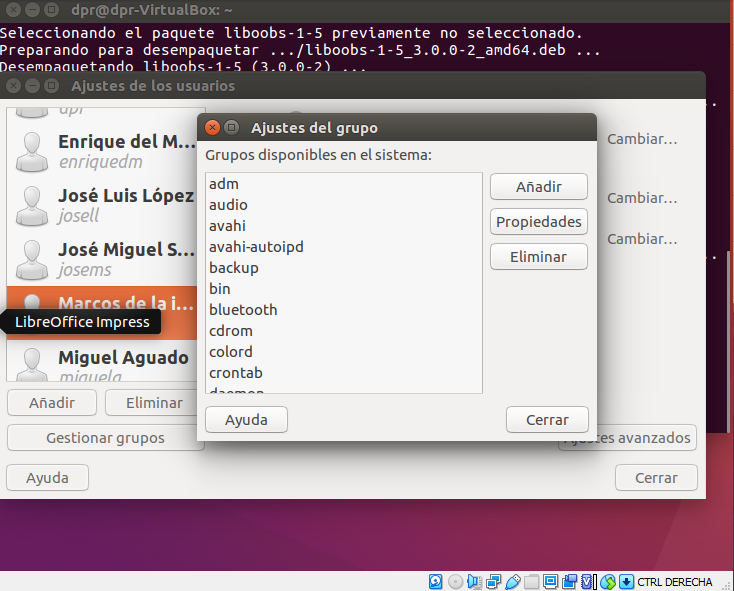 dpr@dpr-VirtualBox: ~
Seleccionando el paquete liboobs-1-5 previamente no seleccionado.
Preparando para desempaquetar .../liboobs-1-5_3.0.0-2_amd64.deb ...
Desempaquetando liboobs-1-5 (3.0.0-2) ...
Ajustes de los usuarios
dpr
Enrique del M...
enriquedm
José Luis López
josell
José Miguel S...
josems
Marcos de la i...
LibreOffice Impress
Miguel Aguado
miguela
Añadir
Eliminar
Gestionar grupos
Ayuda
Cambiar...
Cambiar...
Cambiar...
Ajustes avanzados
Cerrar
Ajustes del grupo
Grupos disponibles en el sistema:
adm
audio
avahi
avahi-autoipd
backup
bin
bluetooth
cdrom
colord
crontab
daemon
Añadir
Propiedades
Eliminar
Ayuda
Cerrar
CTRL DERECHA